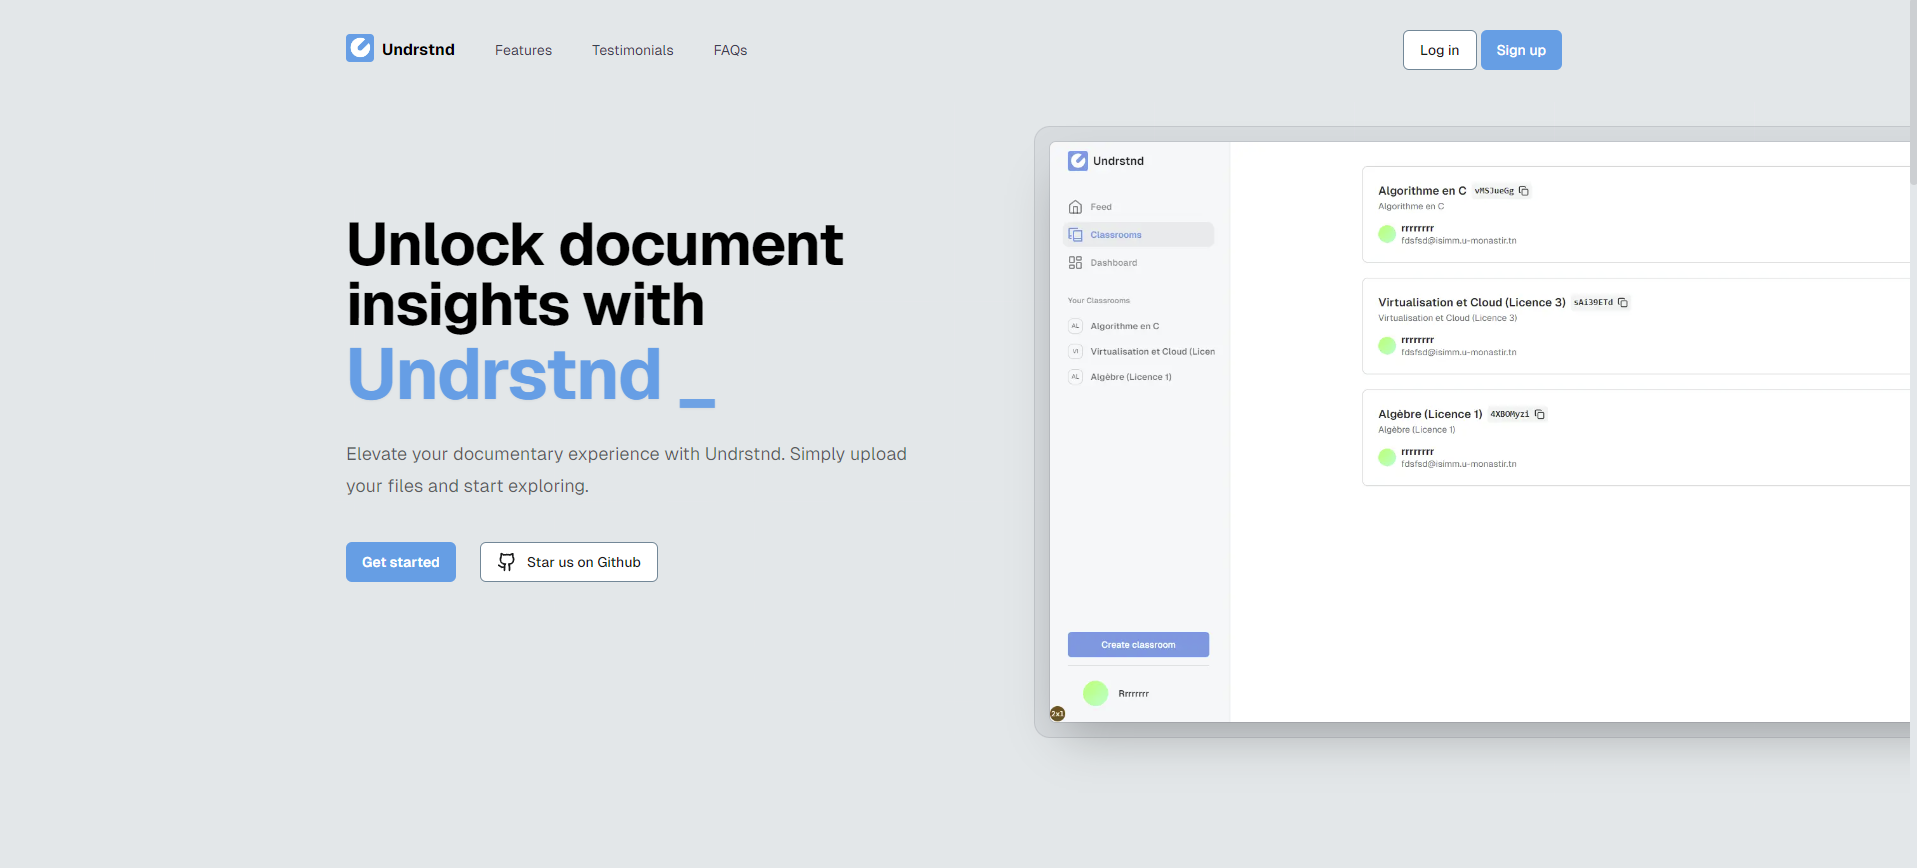 Undrstnd
Features
Testimonials
FAQs
Log in
Sign up
Unlock document
insights with
Undrstnd _
Elevate your documentary experience with Undrstnd. Simply upload
your files and start exploring.
Get started
Star us on Github
Undrstnd
Feed
Classrooms
Dashboard
Your Classrooms
AL Algorithme en C
VI Virtualisation et Cloud (Licen
AL Algèbre (Licence 1)
Create classroom
Rrrrrrrr
2x1
Algorithme en C vMSJueGg
Algorithme en C
rrrrrrrr
fdsfsd@isimm.u-monastir.tn
Virtualisation et Cloud (Licence 3) sAi39ETd
Virtualisation et Cloud (Licence 3)
rrrrrrrr
fdsfsd@isimm.u-monastir.tn
Algèbre (Licence 1) 4XBOMyzi
Algèbre (Licence 1)
rrrrrrrr
fdsfsd@isimm.u-monastir.tn